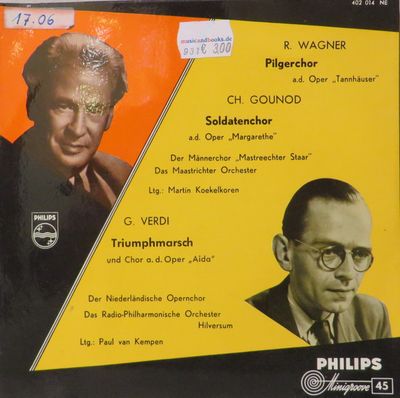 402 014 NE
17.06
musicandbooks.de
€ 3,00
R. WAGNER
Pilgerchor
a.d. Oper „Tannhäuser"
CH. GOUNOD
Soldatenchor
a.d. Oper „Margarethe"
Der Männerchor „Mastreechter Staar"
Das Maastrichter Orchester
Ltg.: Martin Koekelkoren
PHILIPS
G. VERDI
Triumphmarsch
und Chor a.d. Oper „Aida"
Der Niederländische Opernchor
Das Radio-Philharmonische Orchester
Hilversum
Ltg.: Paul van Kempen
PHILIPS
Minigroove 45